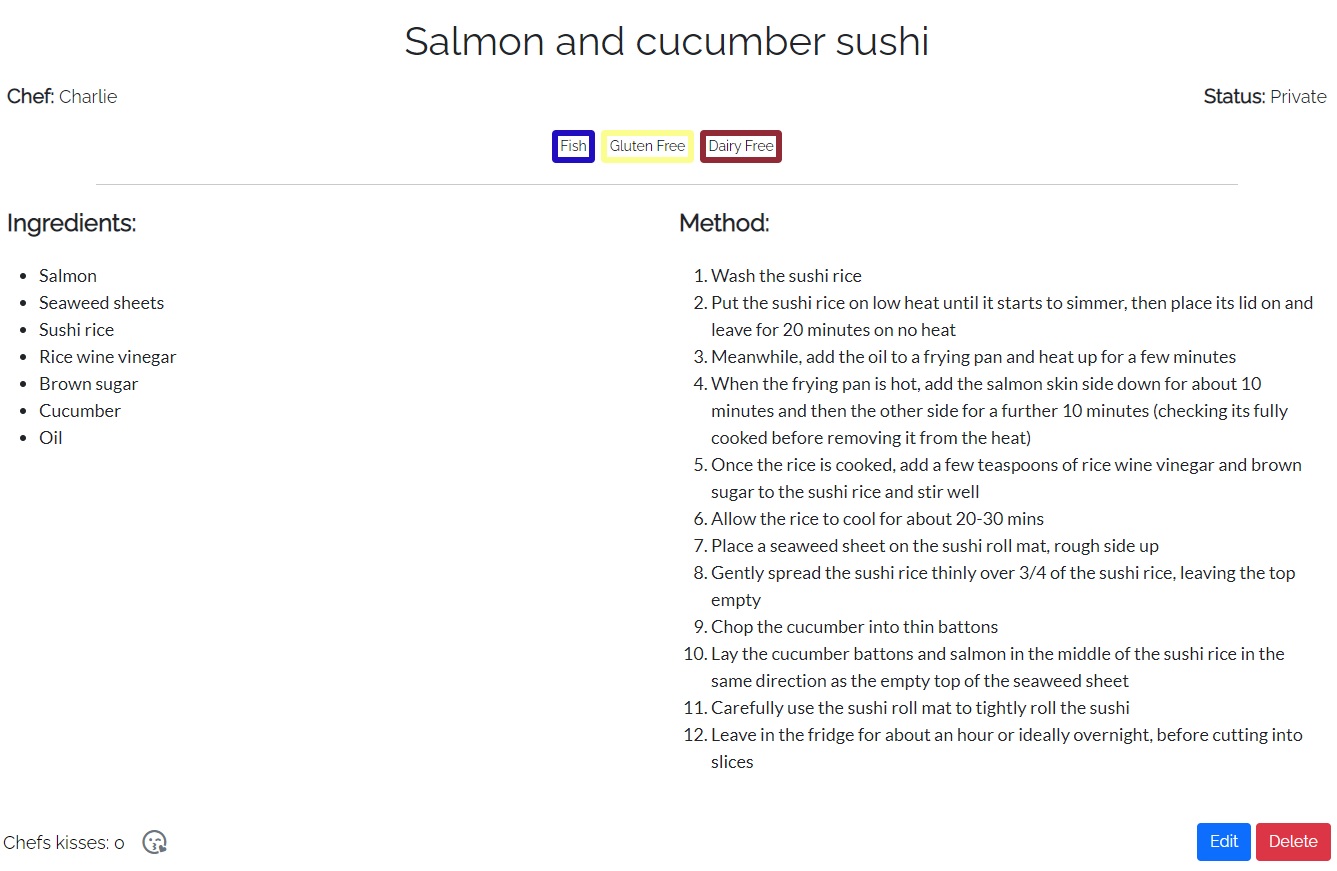 Salmon and cucumber sushi
Chef: Charlie
Status: Private
Fish
Gluten Free
Dairy Free
Ingredients:
Salmon
Seaweed sheets
Sushi rice
Rice wine vinegar
Brown sugar
Cucumber
Oil
Method:
1. Wash the sushi rice
2. Put the sushi rice on low heat until it starts to simmer, then place its lid on and
leave for 20 minutes on no heat
3. Meanwhile, add the oil to a frying pan and heat up for a few minutes
4. When the frying pan is hot, add the salmon skin side down for about 10
minutes and then the other side for a further 10 minutes (checking its fully
cooked before removing it from the heat)
5. Once the rice is cooked, add a few teaspoons of rice wine vinegar and brown
sugar to the sushi rice and stir well
6. Allow the rice to cool for about 20-30 mins
7. Place a seaweed sheet on the sushi roll mat, rough side up
8. Gently spread the sushi rice thinly over 3/4 of the sushi rice, leaving the top
empty
9. Chop the cucumber into thin battons
10. Lay the cucumber battons and salmon in the middle of the sushi rice in the
same direction as the empty top of the seaweed sheet
11. Carefully use the sushi roll mat to tightly roll the sushi
12. Leave in the fridge for about an hour or ideally overnight, before cutting into
slices
Chefs kisses: 0
Edit
Delete